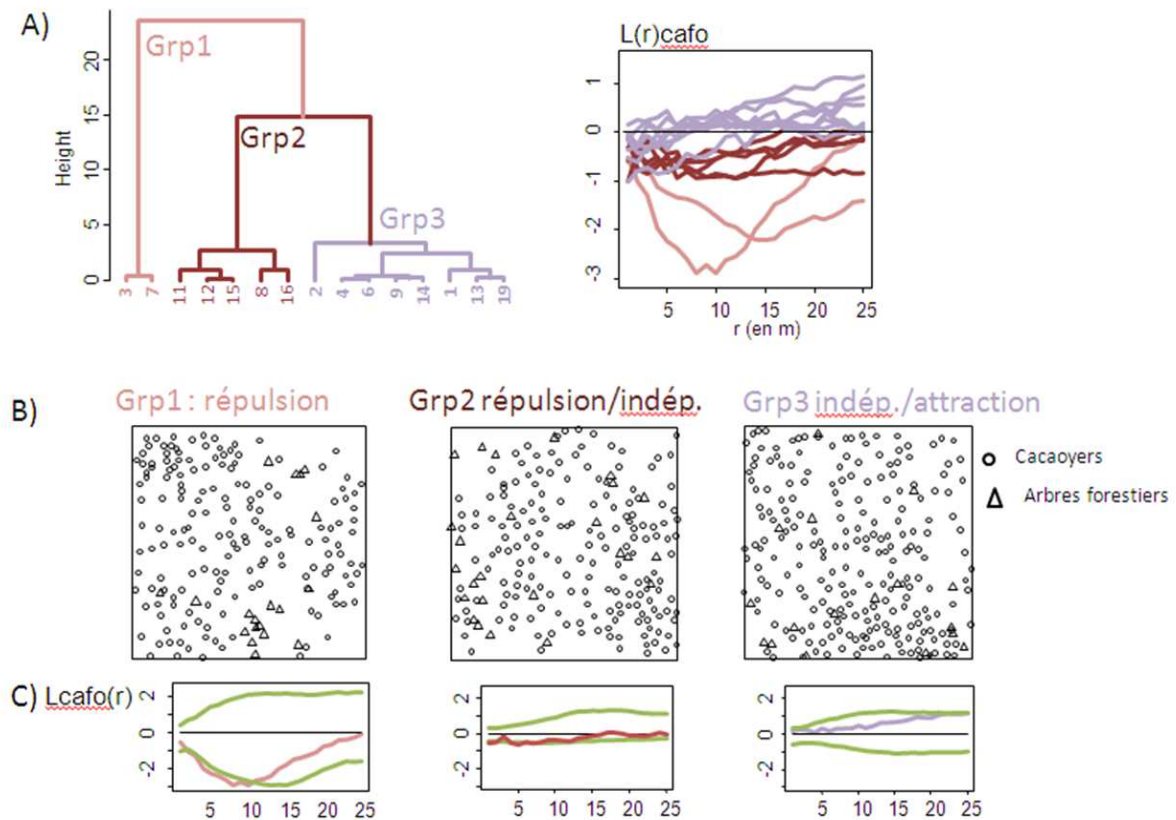 A)
Grp1
Grp2
Grp3
Height
0 5 10 15 20
3 7 11 12 15 8 16 2 4 6 9 14 1 13 19
L(r)cafo
1
0
-1
-2
-3
5 10 15 20 25
r (en m)
B)
Grp1 : répulsion
Grp2 répulsion/indép.
Grp3 indép./attraction
Cacaoyers
Arbres forestiers
C) Lcafo(r)
2
0
-2
5 10 15 20 25
2
0
-2
5 10 15 20 25
2
0
-2
5 10 15 20 25